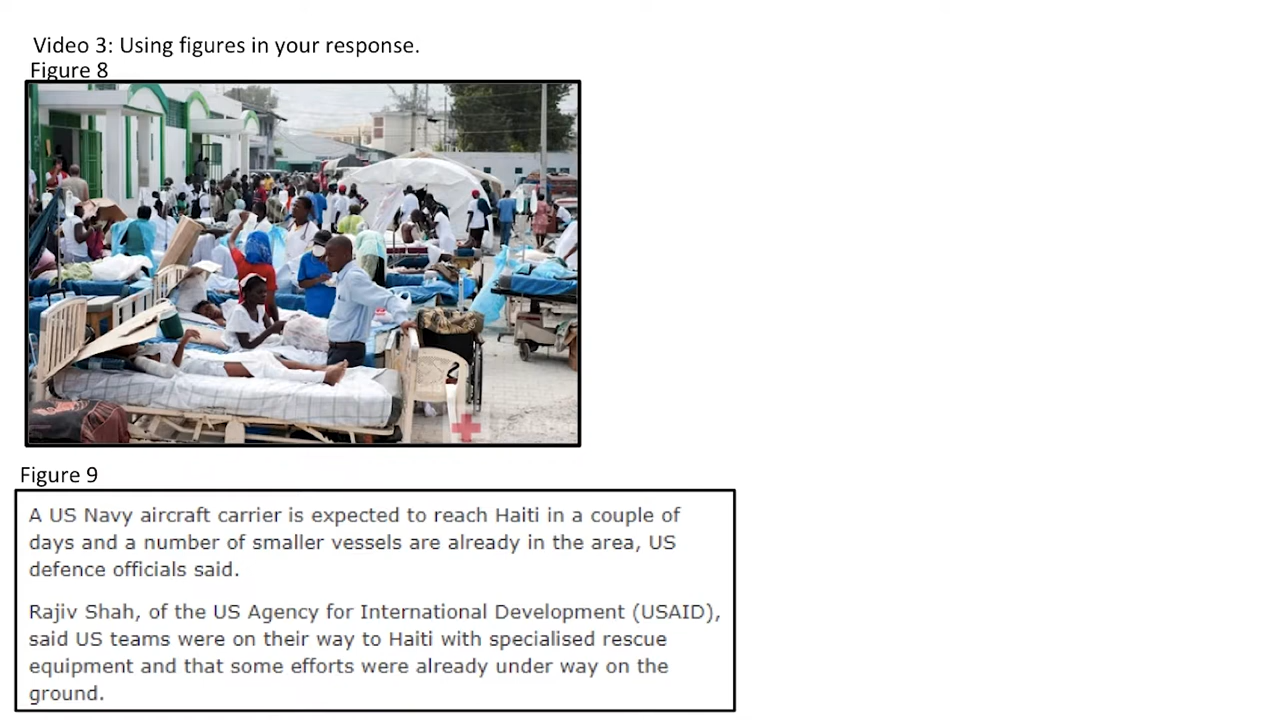 Video 3: Using figures in your response.
Figure 8
Figure 9
A US Navy aircraft carrier is expected to reach Haiti in a couple of
days and a number of smaller vessels are already in the area, US
defence officials said.
Rajiv Shah, of the US Agency for International Development (USAID),
said US teams were on their way to Haiti with specialised rescue
equipment and that some efforts were already under way on the
ground.